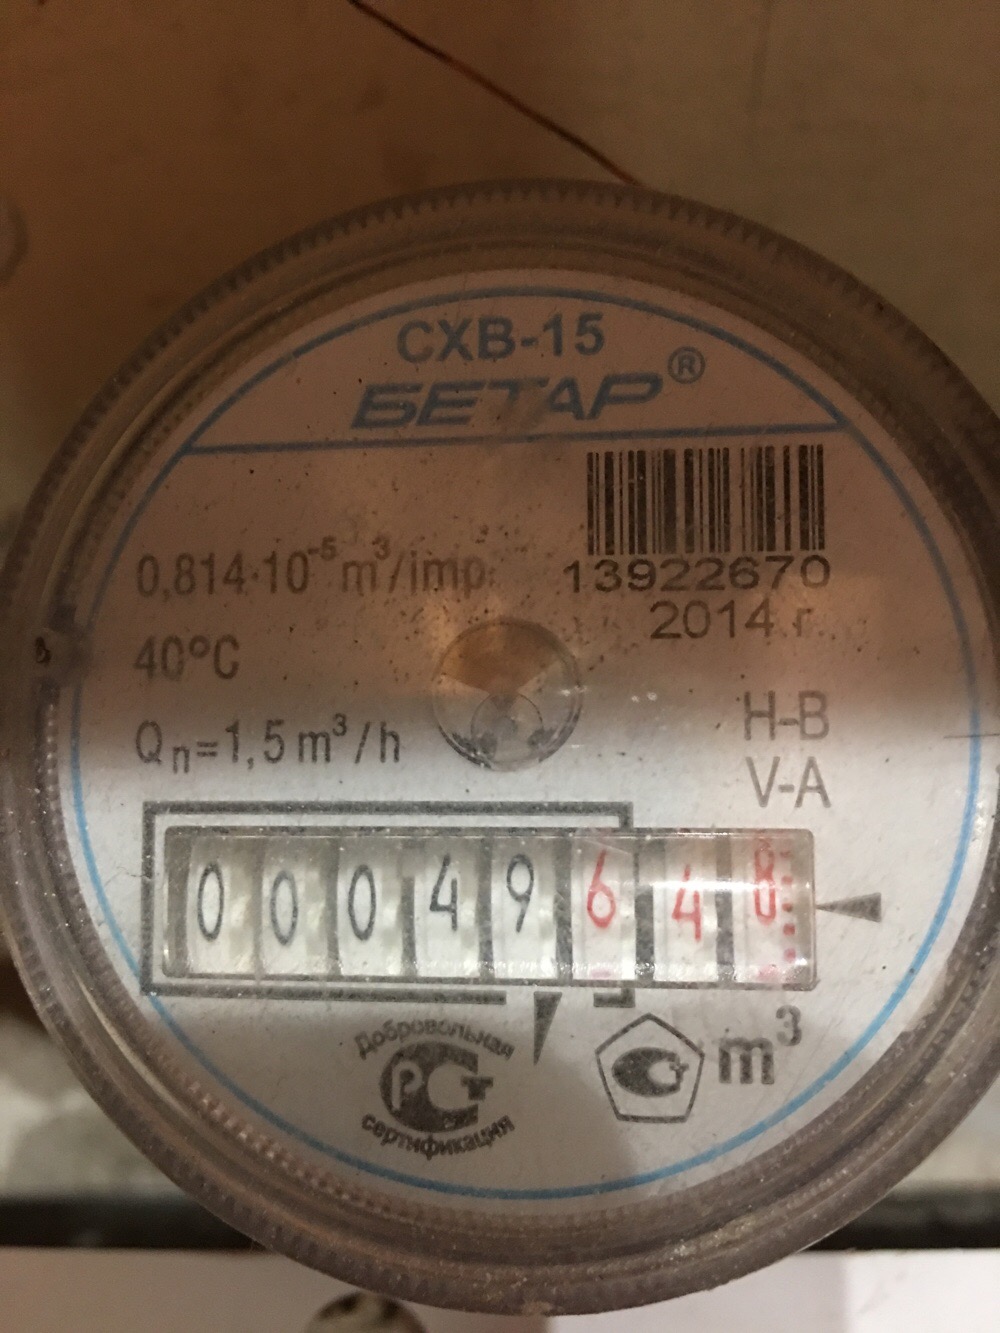 СХВ-15
БЕТАР®
0,814·10⁻⁵ m³/imp.
13922670
2014 г.
40°C
Qn=1,5 m³/h
H-B
V-A
0 0 0 4 9 6 4
m³
Добровольная
РСТ
сертификация